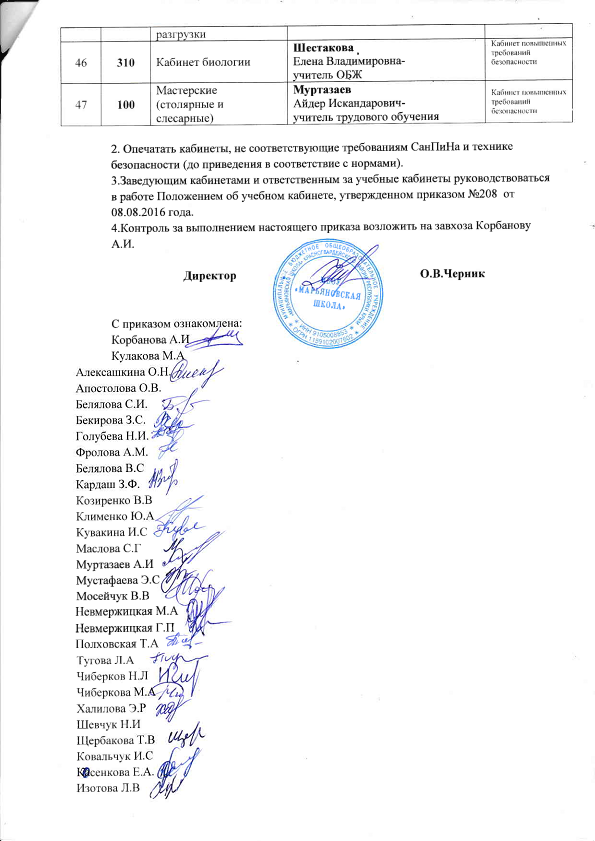 разгрузки
46 310 Кабинет биологии Шестакова Елена Владимировна- учитель ОБЖ Кабинет повышенных требований безопасности
47 100 Мастерские (столярные и слесарные) Муртазаев Айдер Искандарович- учитель трудового обучения Кабинет повышенных требований безопасности
2. Опечатать кабинеты, не соответствующие требованиям СанПиНа и технике
безопасности (до приведения в соответствие с нормами).
3.Заведующим кабинетами и ответственным за учебные кабинеты руководствоваться
в работе Положением об учебном кабинете, утвержденном приказом №208 от
08.08.2016 года.
4.Контроль за выполнением настоящего приказа возложить на завхоза Корбанову
А.И.
Директор О.В.Черник
«МАРЬЯНОВСКАЯ
ШКОЛА»
С приказом ознакомлена:
Корбанова А.И
Кулакова М.А
Алексашкина О.Н.
Апостолова О.В.
Белялова С.И.
Бекирова З.С.
Голубева Н.И.
Фролова А.М.
Белялова В.С
Кардаш З.Ф.
Козиренко В.В
Клименко Ю.А
Кувакина И.С
Маслова С.Г
Муртазаев А.И
Мустафаева Э.С
Мосейчук В.В
Невмержицкая М.А
Невмержицкая Г.П
Полховская Т.А
Тугова Л.А
Чиберков Н.Л
Чиберкова М.А
Халилова Э.Р
Шевчук Н.И
Щербакова Т.В
Ковальчук И.С
Косенкова Е.А.
Изотова Л.В